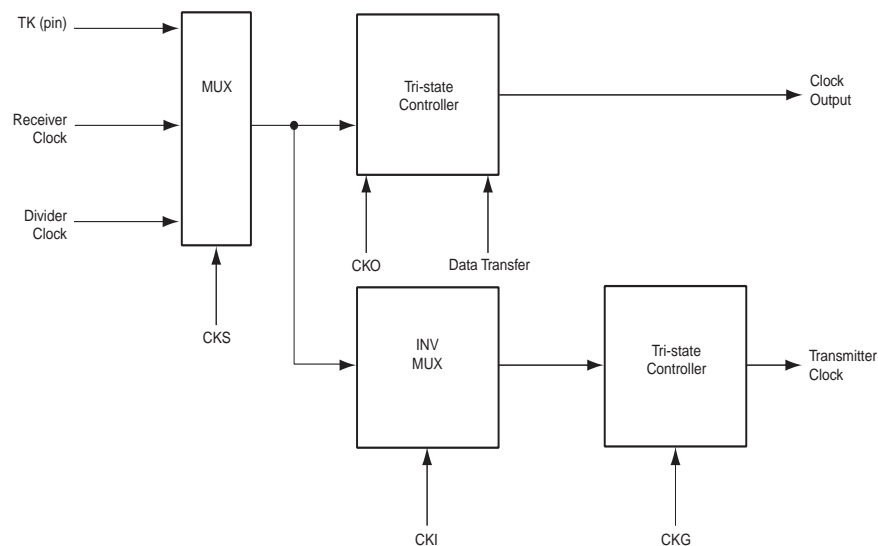 TK (pin)
MUX
Tri-state
Controller
Clock
Output
Receiver
Clock
Divider
Clock
CKO
Data Transfer
CKS
INV
MUX
Tri-state
Controller
Transmitter
Clock
CKI
CKG